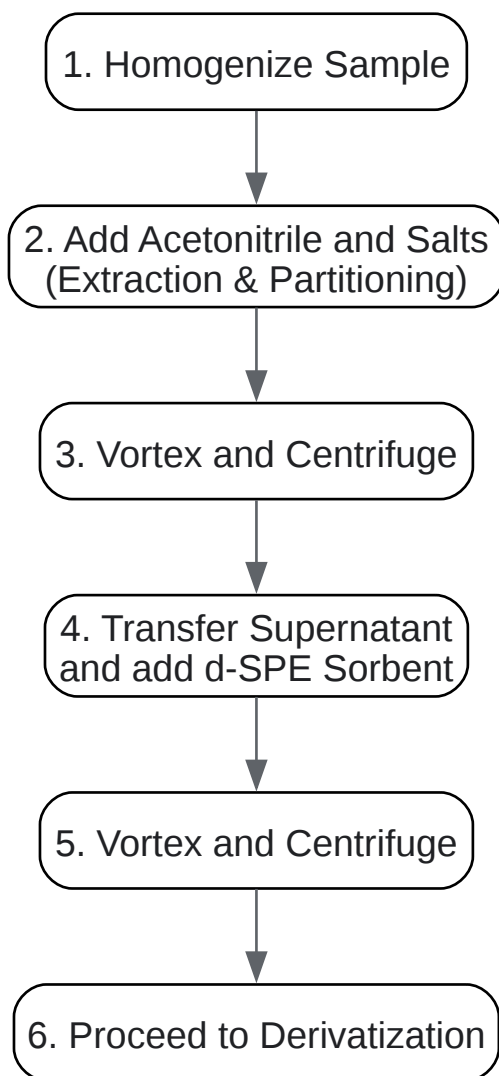 1. Homogenize Sample
2. Add Acetonitrile and Salts
(Extraction & Partitioning)
3. Vortex and Centrifuge
4. Transfer Supernatant
and add d-SPE Sorbent
5. Vortex and Centrifuge
6. Proceed to Derivatization